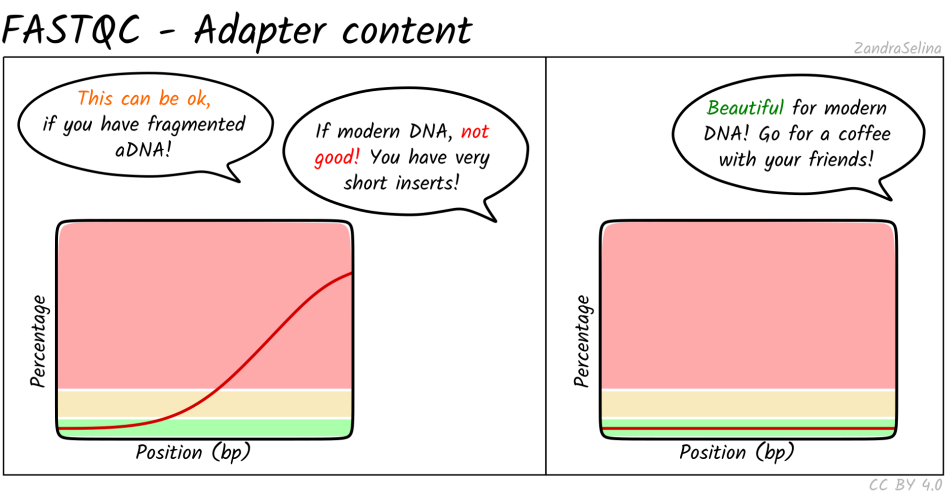 FASTQC - Adapter content
ZandraSelina
This can be ok,
if you have fragmented
aDNA!
If modern DNA, not
good! You have very
short inserts!
Percentage
Position (bp)
Beautiful for modern
DNA! Go for a coffee
with your friends!
Percentage
Position (bp)
CC BY 4.0